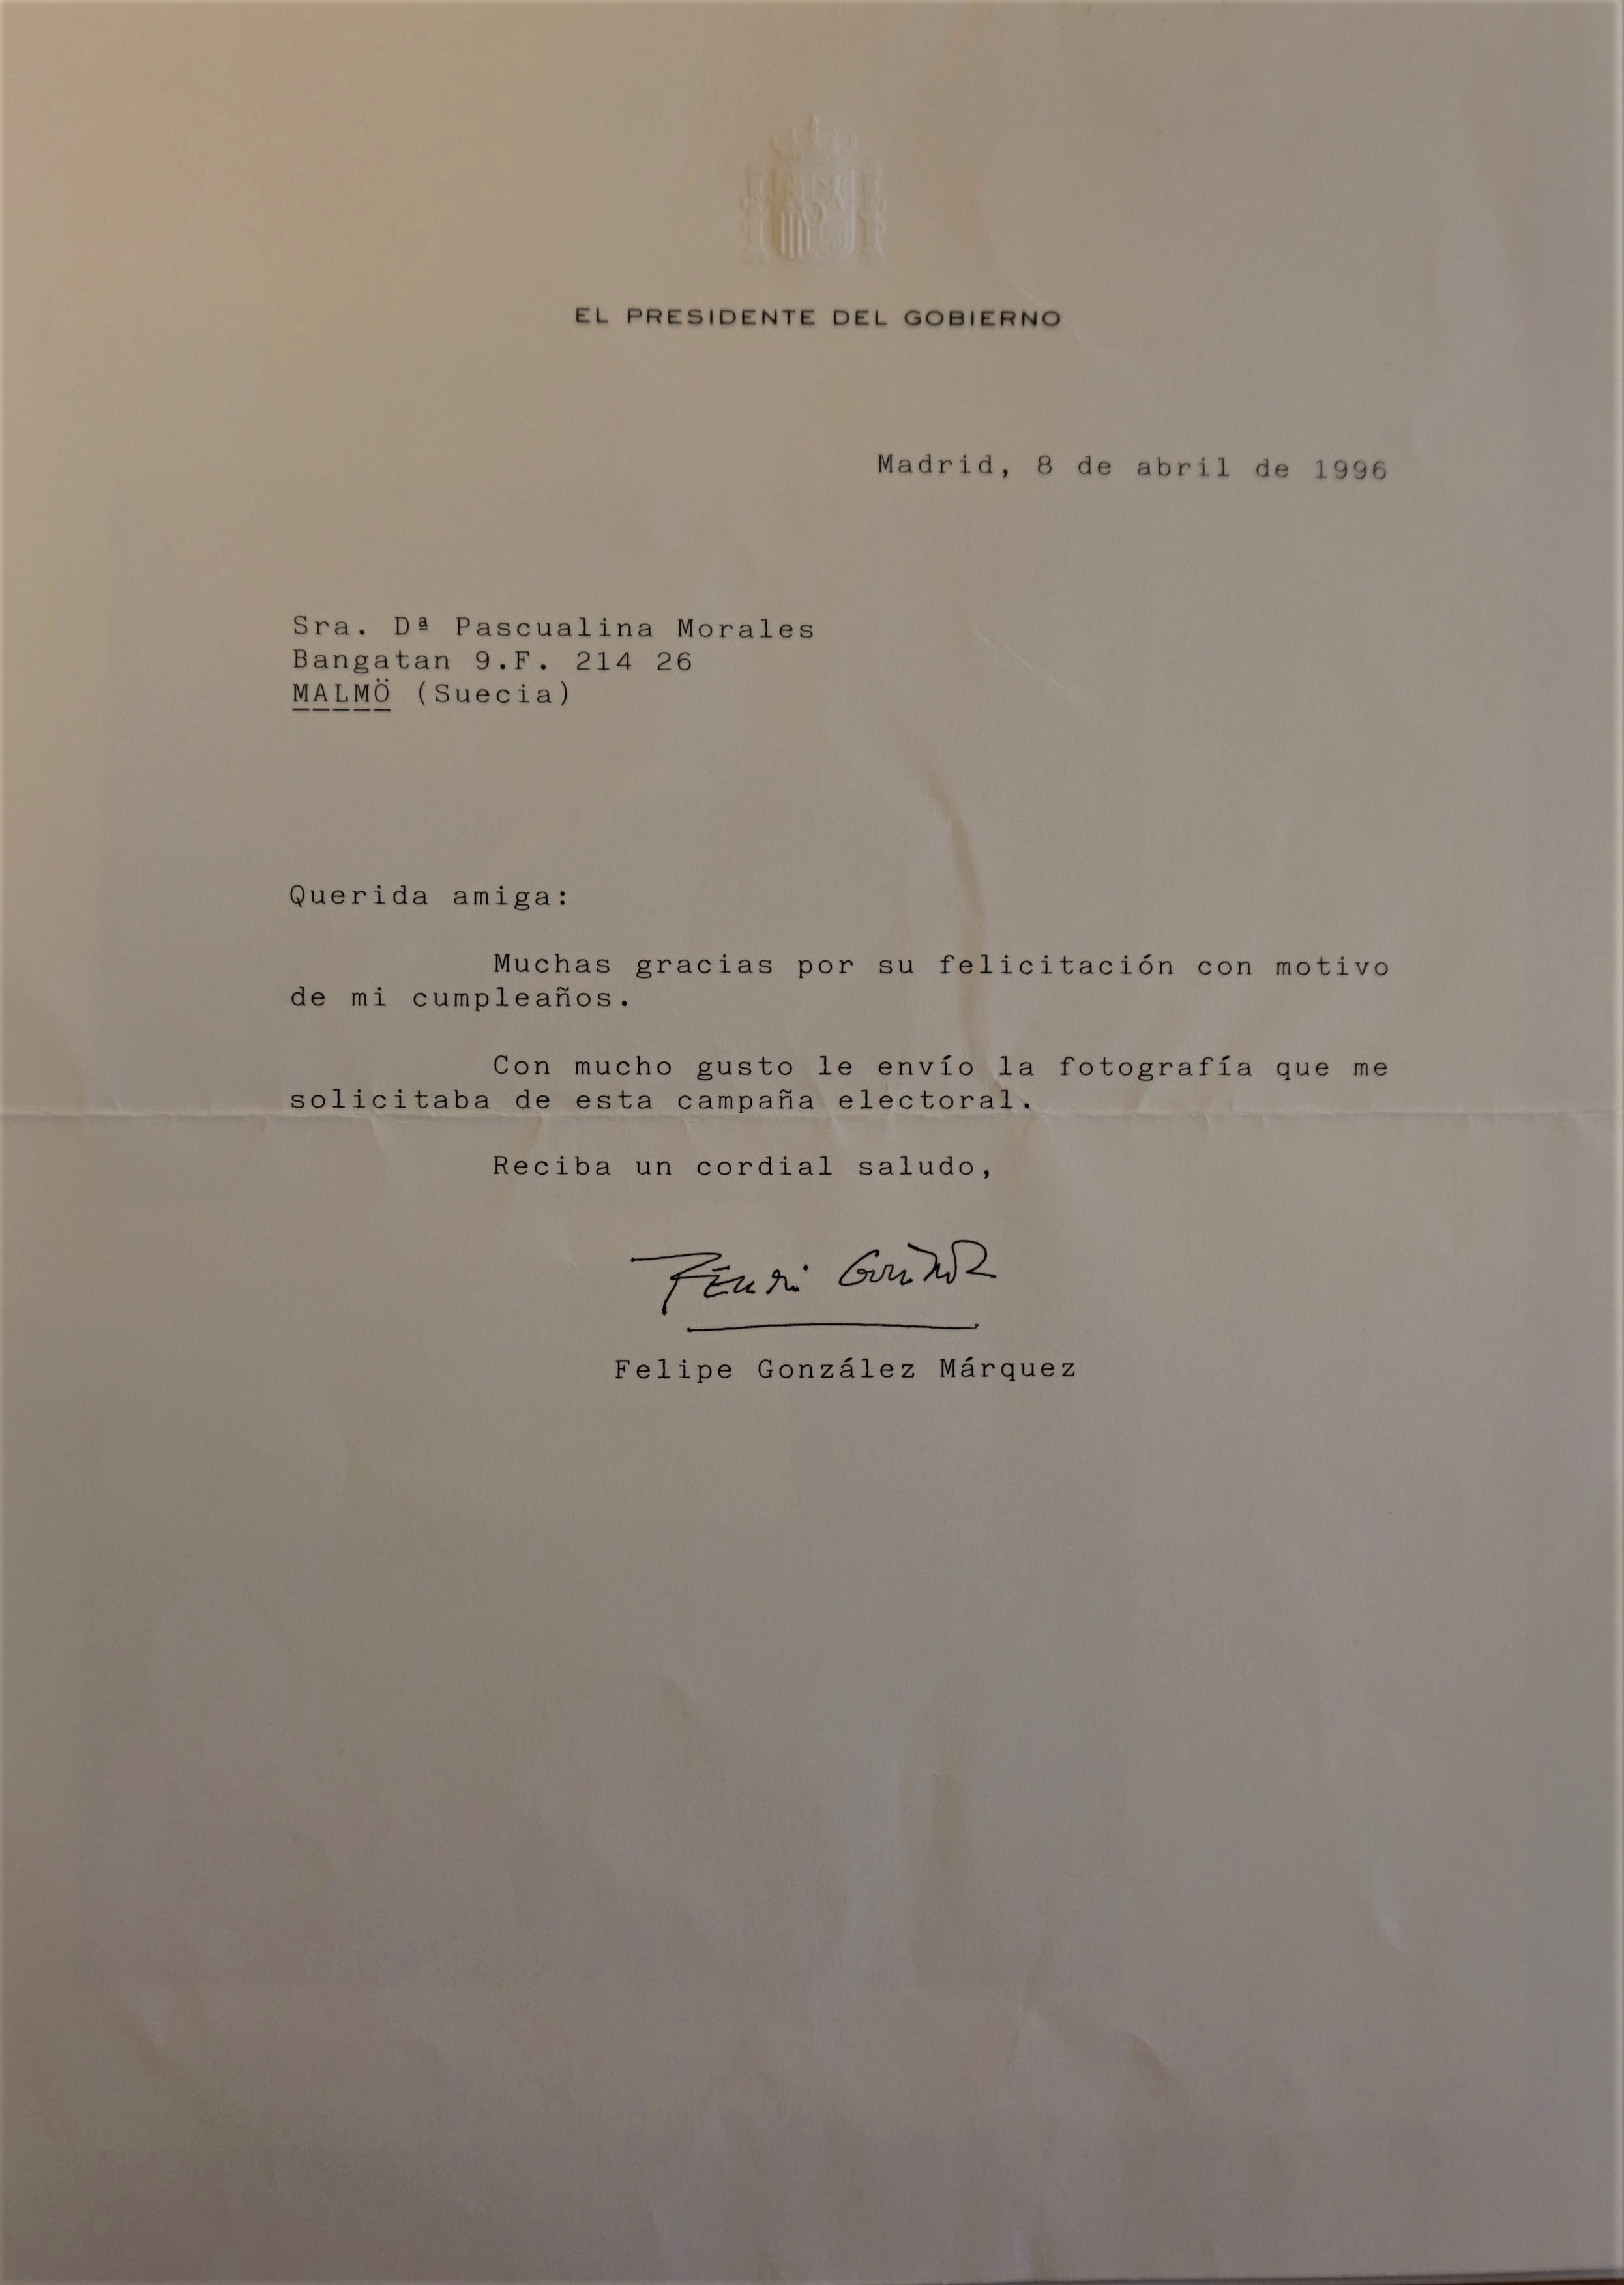 EL PRESIDENTE DEL GOBIERNO
Madrid, 8 de abril de 1996
Sra. Dª Pascualina Morales
Bangatan 9.F. 214 26
MALMÖ (Suecia)
Querida amiga:
Muchas gracias por su felicitación con motivo
de mi cumpleaños.
Con mucho gusto le envío la fotografía que me
solicitaba de esta campaña electoral.
Reciba un cordial saludo,
Felipe González Márquez